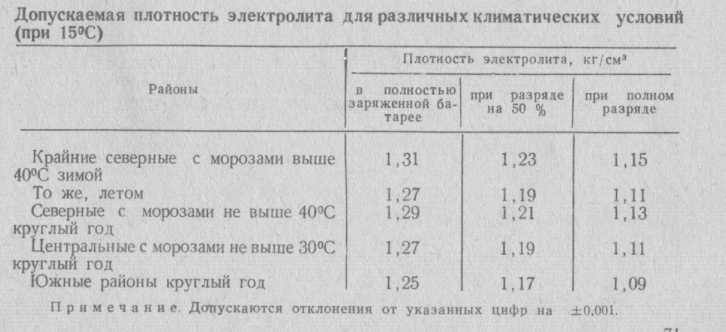 Допускаемая плотность электролита для различных климатических условий
(при 15°С)
Районы
Плотность электролита, кг/см³
в полностью заряженной батарее
при разряде на 50 %
при полном разряде
Крайние северные с морозами выше 1,31 1,23 1,15
40°С зимой
То же, летом 1,27 1,19 1,11
Северные с морозами не выше 40°С 1,29 1,21 1,13
круглый год
Центральные с морозами не выше 30°С 1,27 1,19 1,11
круглый год
Южные районы круглый год 1,25 1,17 1,09
Примечание. Допускаются отклонения от указанных цифр на ±0,001.